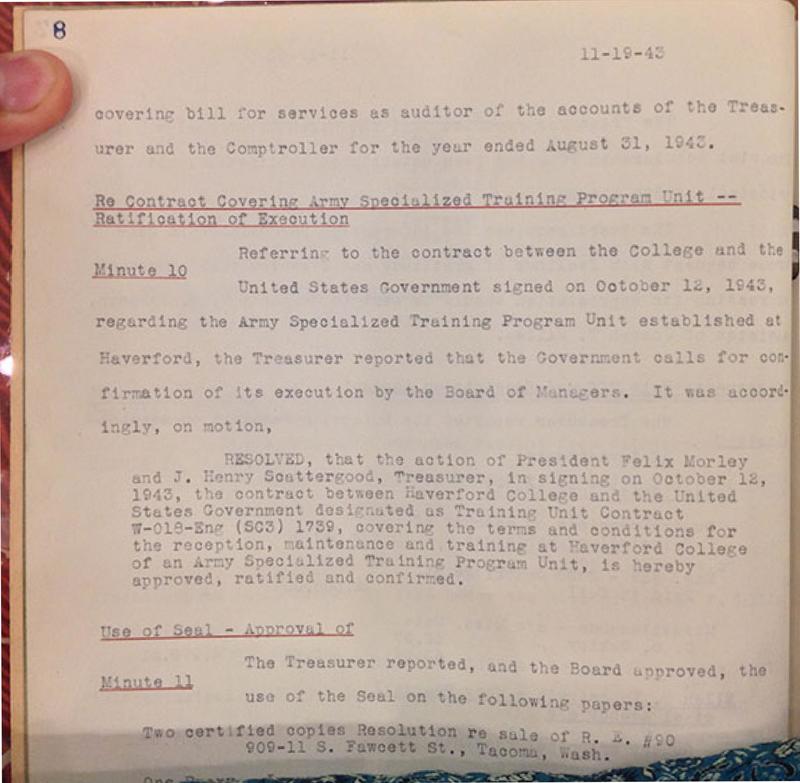 8
11-19-43
covering bill for services as auditor of the accounts of the Treas-
urer and the Comptroller for the year ended August 31, 1943.
Re Contract Covering Army Specialized Training Program Unit --
Ratification of Execution
Referring to the contract between the College and the
Minute 10
United States Government signed on October 12, 1943,
regarding the Army Specialized Training Program Unit established at
Haverford, the Treasurer reported that the Government calls for con-
firmation of its execution by the Board of Managers. It was accord-
ingly, on motion,
RESOLVED, that the action of President Felix Morley
and J. Henry Scattergood, Treasurer, in signing on October 12,
1943, the contract between Haverford College and the United
States Government designated as Training Unit Contract
W-018-Eng (SC3) 1739, covering the terms and conditions for
the reception, maintenance and training at Haverford College
of an Army Specialized Training Program Unit, is hereby
approved, ratified and confirmed.
Use of Seal - Approval of
The Treasurer reported, and the Board approved, the
Minute 11
use of the Seal on the following papers:
Two certified copies Resolution re sale of R. E. #90
909-11 S. Fawcett St., Tacoma, Wash.